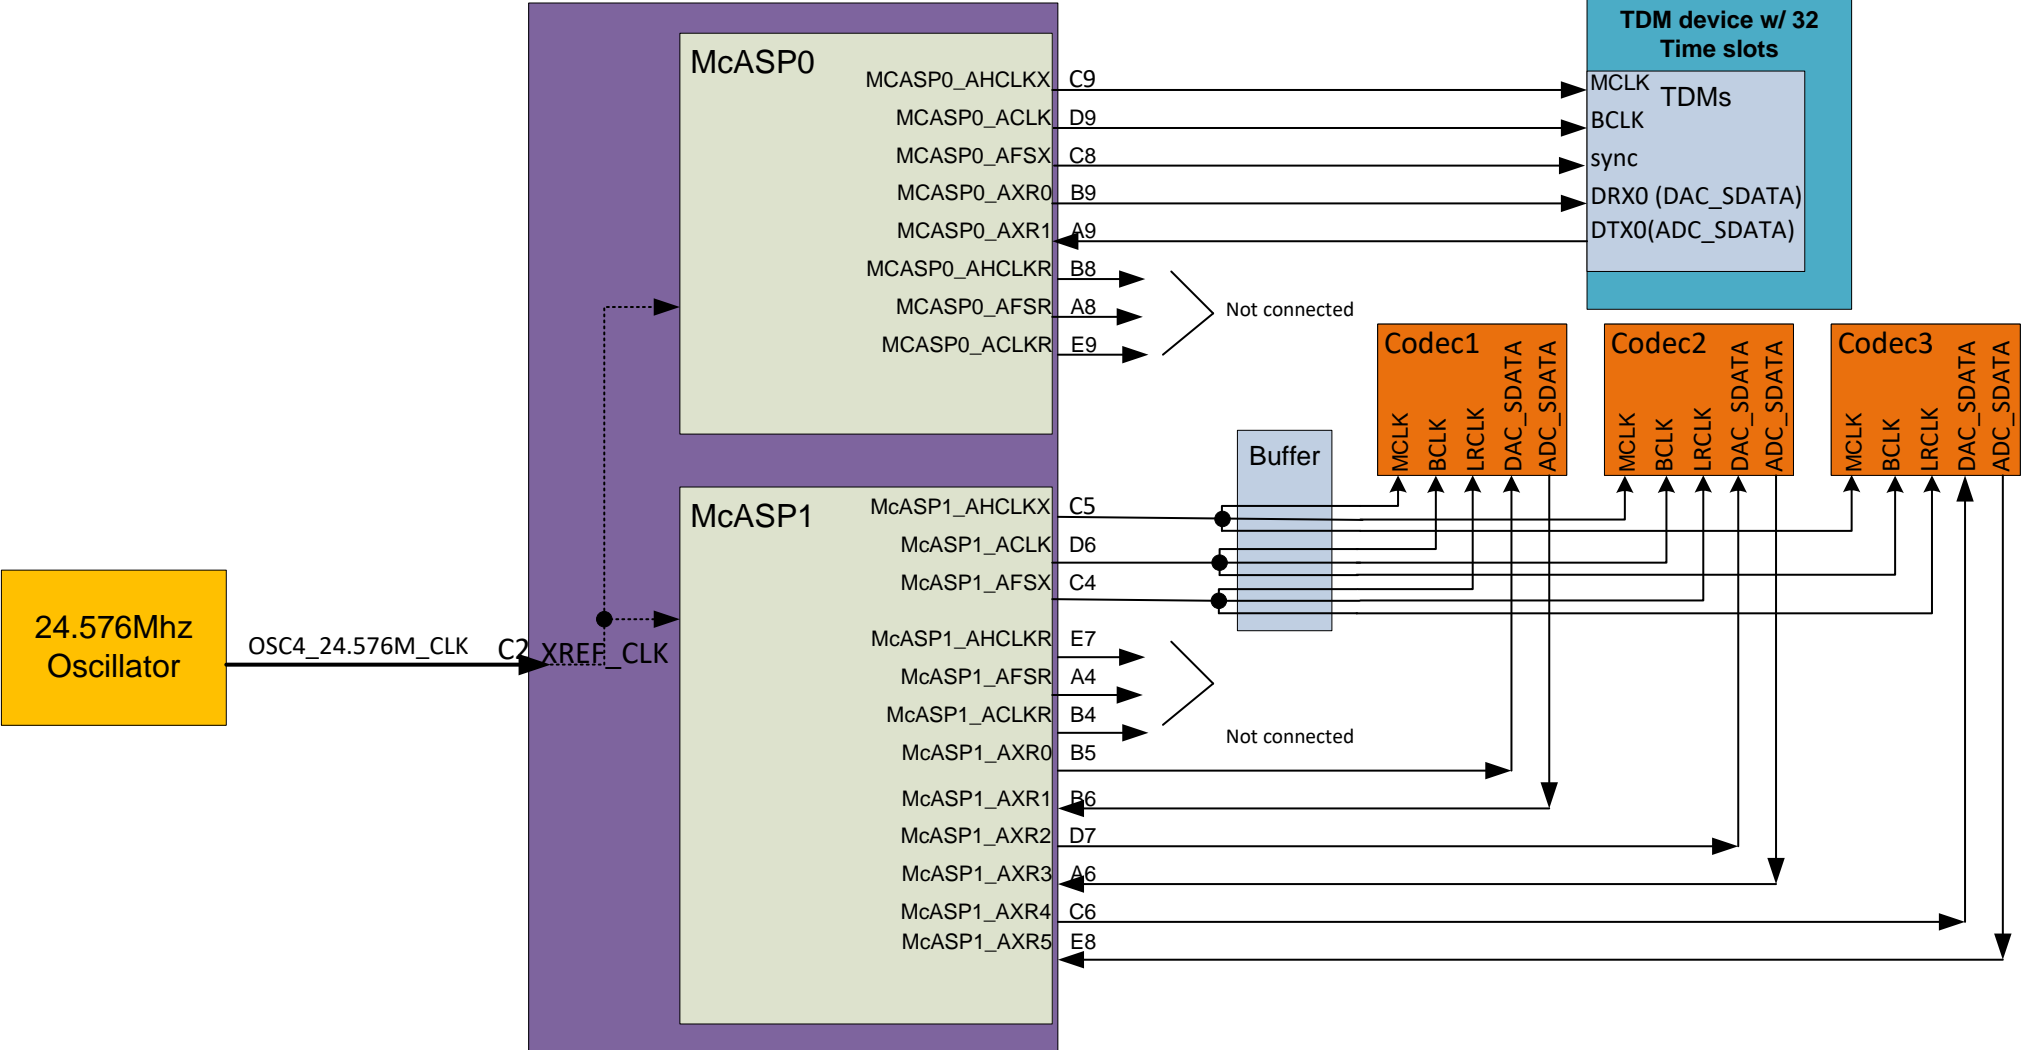 TDM device w/ 32
Time slots
McASP0
MCASP0_AHCLKX C9
MCLK
TDMs
MCASP0_ACLK D9
BCLK
MCASP0_AFSX C8
sync
MCASP0_AXR0 B9
DRX0 (DAC_SDATA)
MCASP0_AXR1 A9
DTX0(ADC_SDATA)
MCASP0_AHCLKR B8
MCASP0_AFSR A8
Not connected
MCASP0_ACLKR E9
Codec1
MCLK
BCLK
LRCLK
DAC_SDATA
ADC_SDATA
Codec2
MCLK
BCLK
LRCLK
DAC_SDATA
ADC_SDATA
Codec3
MCLK
BCLK
LRCLK
DAC_SDATA
ADC_SDATA
Buffer
McASP1
McASP1_AHCLKX C5
McASP1_ACLK D6
McASP1_AFSX C4
24.576Mhz
Oscillator
OSC4_24.576M_CLK
C2 XREF_CLK
McASP1_AHCLKR E7
McASP1_AFSR A4
McASP1_ACLKR B4
Not connected
McASP1_AXR0 B5
McASP1_AXR1 B6
McASP1_AXR2 D7
McASP1_AXR3 A6
McASP1_AXR4 C6
McASP1_AXR5 E8